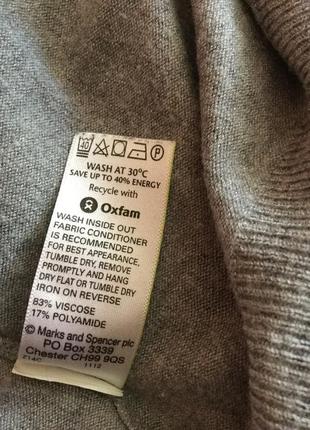 40 P
WASH AT 30°C
SAVE UP TO 40% ENERGY
Recycle with
Oxfam
WASH INSIDE OUT
FABRIC CONDITIONER
IS RECOMMENDED
FOR BEST APPEARANCE,
TUMBLE DRY, REMOVE
PROMPTLY AND HANG
DRY FLAT OR TUMBLE DRY
IRON ON REVERSE
83% VISCOSE
17% POLYAMIDE
© Marks and Spencer plc
PO Box 3339
Chester CH99 9QS
1112